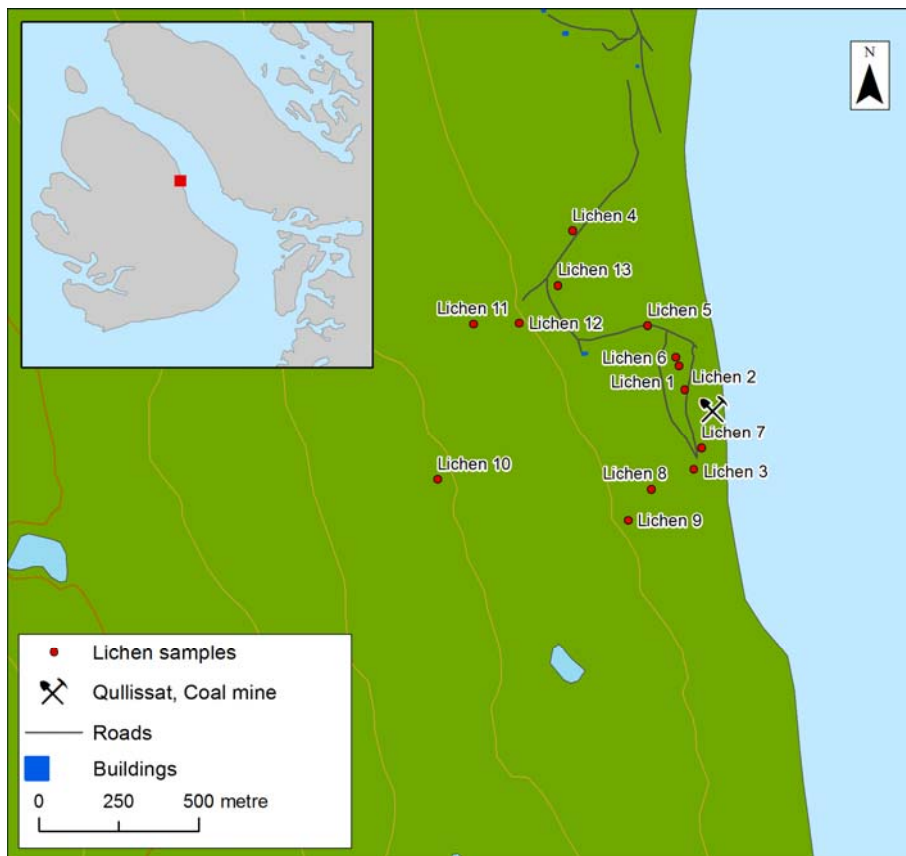 N
Lichen 4
Lichen 13
Lichen 11
Lichen 12
Lichen 5
Lichen 6
Lichen 1
Lichen 2
Lichen 7
Lichen 10
Lichen 8
Lichen 3
Lichen 9
Lichen samples
Qullissat, Coal mine
Roads
Buildings
0 250 500 metre